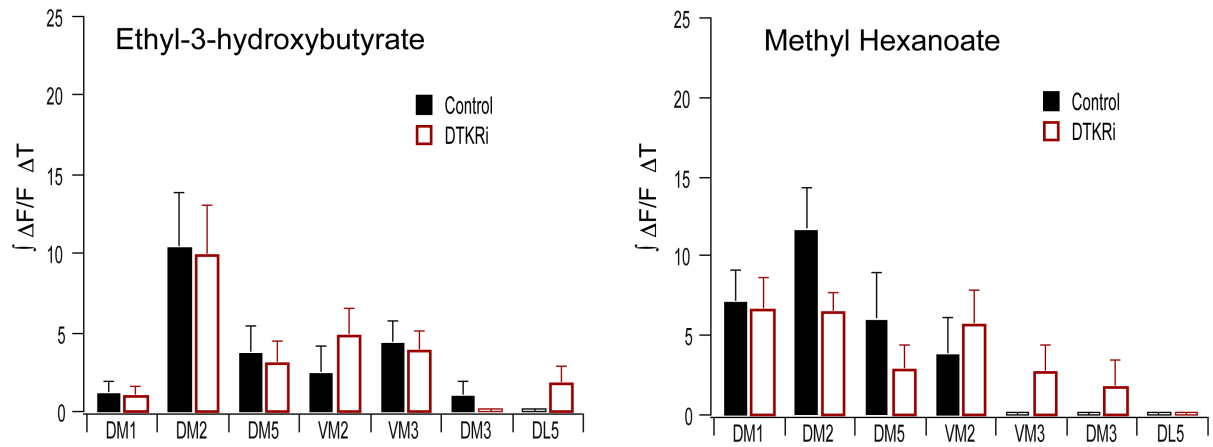 Ethyl-3-hydroxybutyrate
25
20
15
10
5
0
∫ ΔF/F ΔT
Control
DTKRi
DM1 DM2 DM5 VM2 VM3 DM3 DL5
Methyl Hexanoate
25
20
15
10
5
0
∫ ΔF/F ΔT
Control
DTKRi
DM1 DM2 DM5 VM2 VM3 DM3 DL5